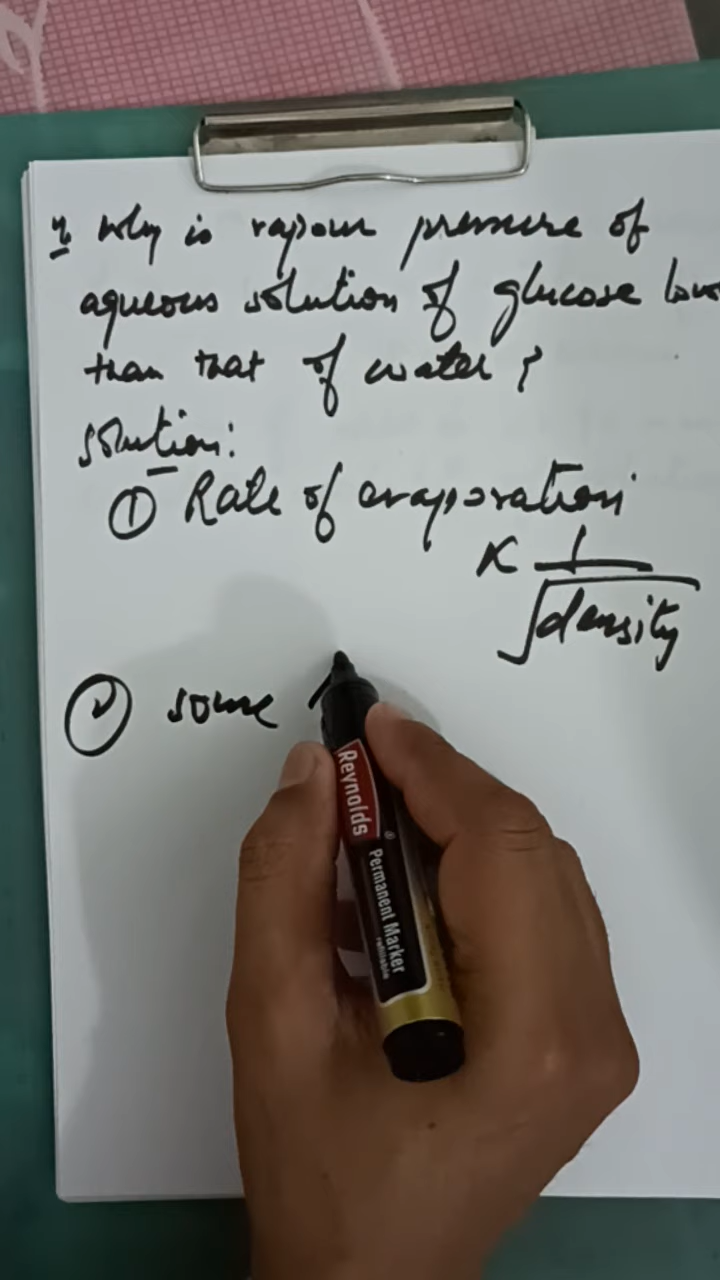 Q. Why is vapour pressure of
aqueous solution of glucose
than that of water?
Solution:
① Rate of evaporation
∝ 1
√density
② some
Reynolds
Permanent Marker
refillable